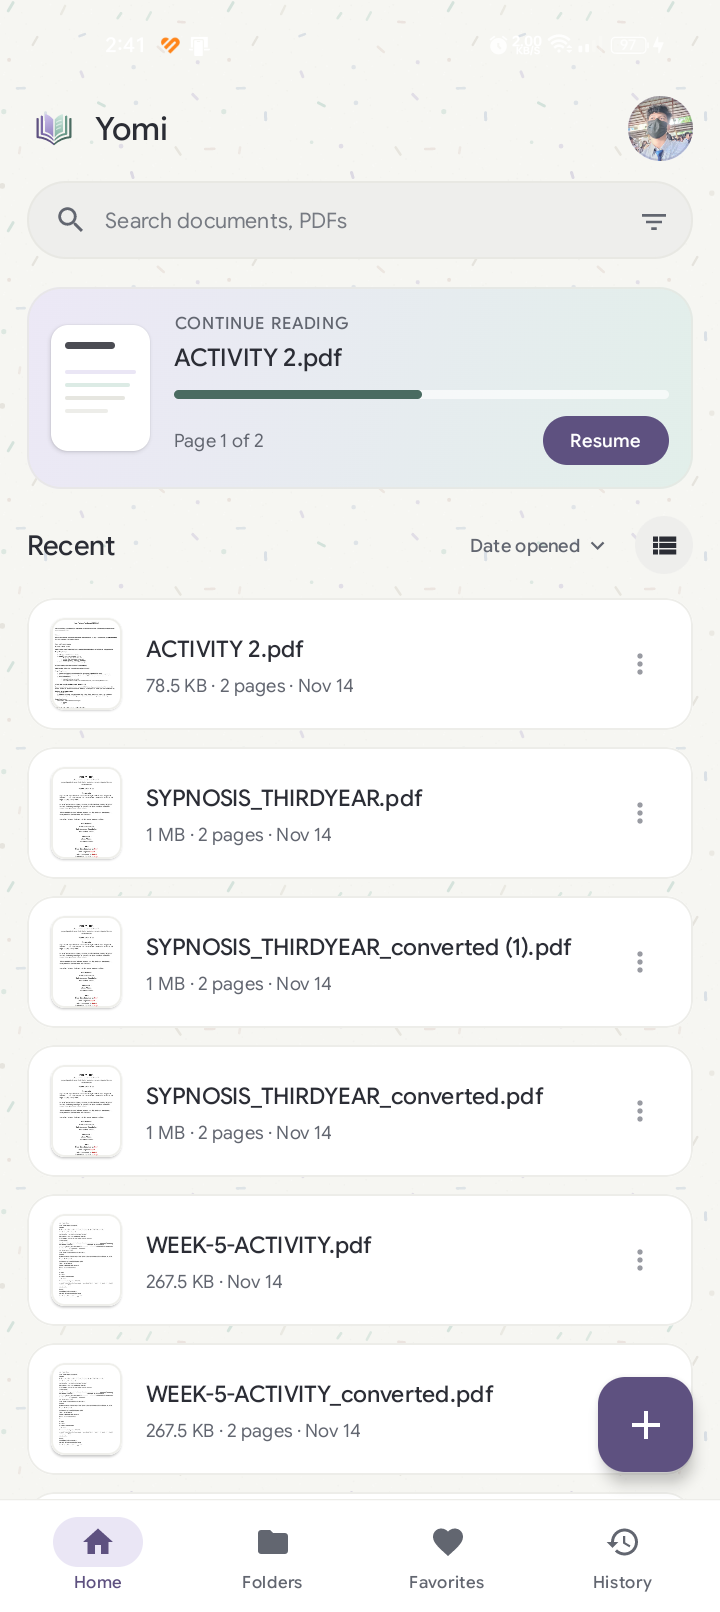 2:41
97
Yomi
Search documents, PDFs
CONTINUE READING
ACTIVITY 2.pdf
Page 1 of 2
Resume
Recent
Date opened
ACTIVITY 2.pdf
78.5 KB · 2 pages · Nov 14
SYPNOSIS_THIRDYEAR.pdf
1 MB · 2 pages · Nov 14
SYPNOSIS_THIRDYEAR_converted (1).pdf
1 MB · 2 pages · Nov 14
SYPNOSIS_THIRDYEAR_converted.pdf
1 MB · 2 pages · Nov 14
WEEK-5-ACTIVITY.pdf
267.5 KB · Nov 14
WEEK-5-ACTIVITY_converted.pdf
267.5 KB · 2 pages · Nov 14
Home
Folders
Favorites
History